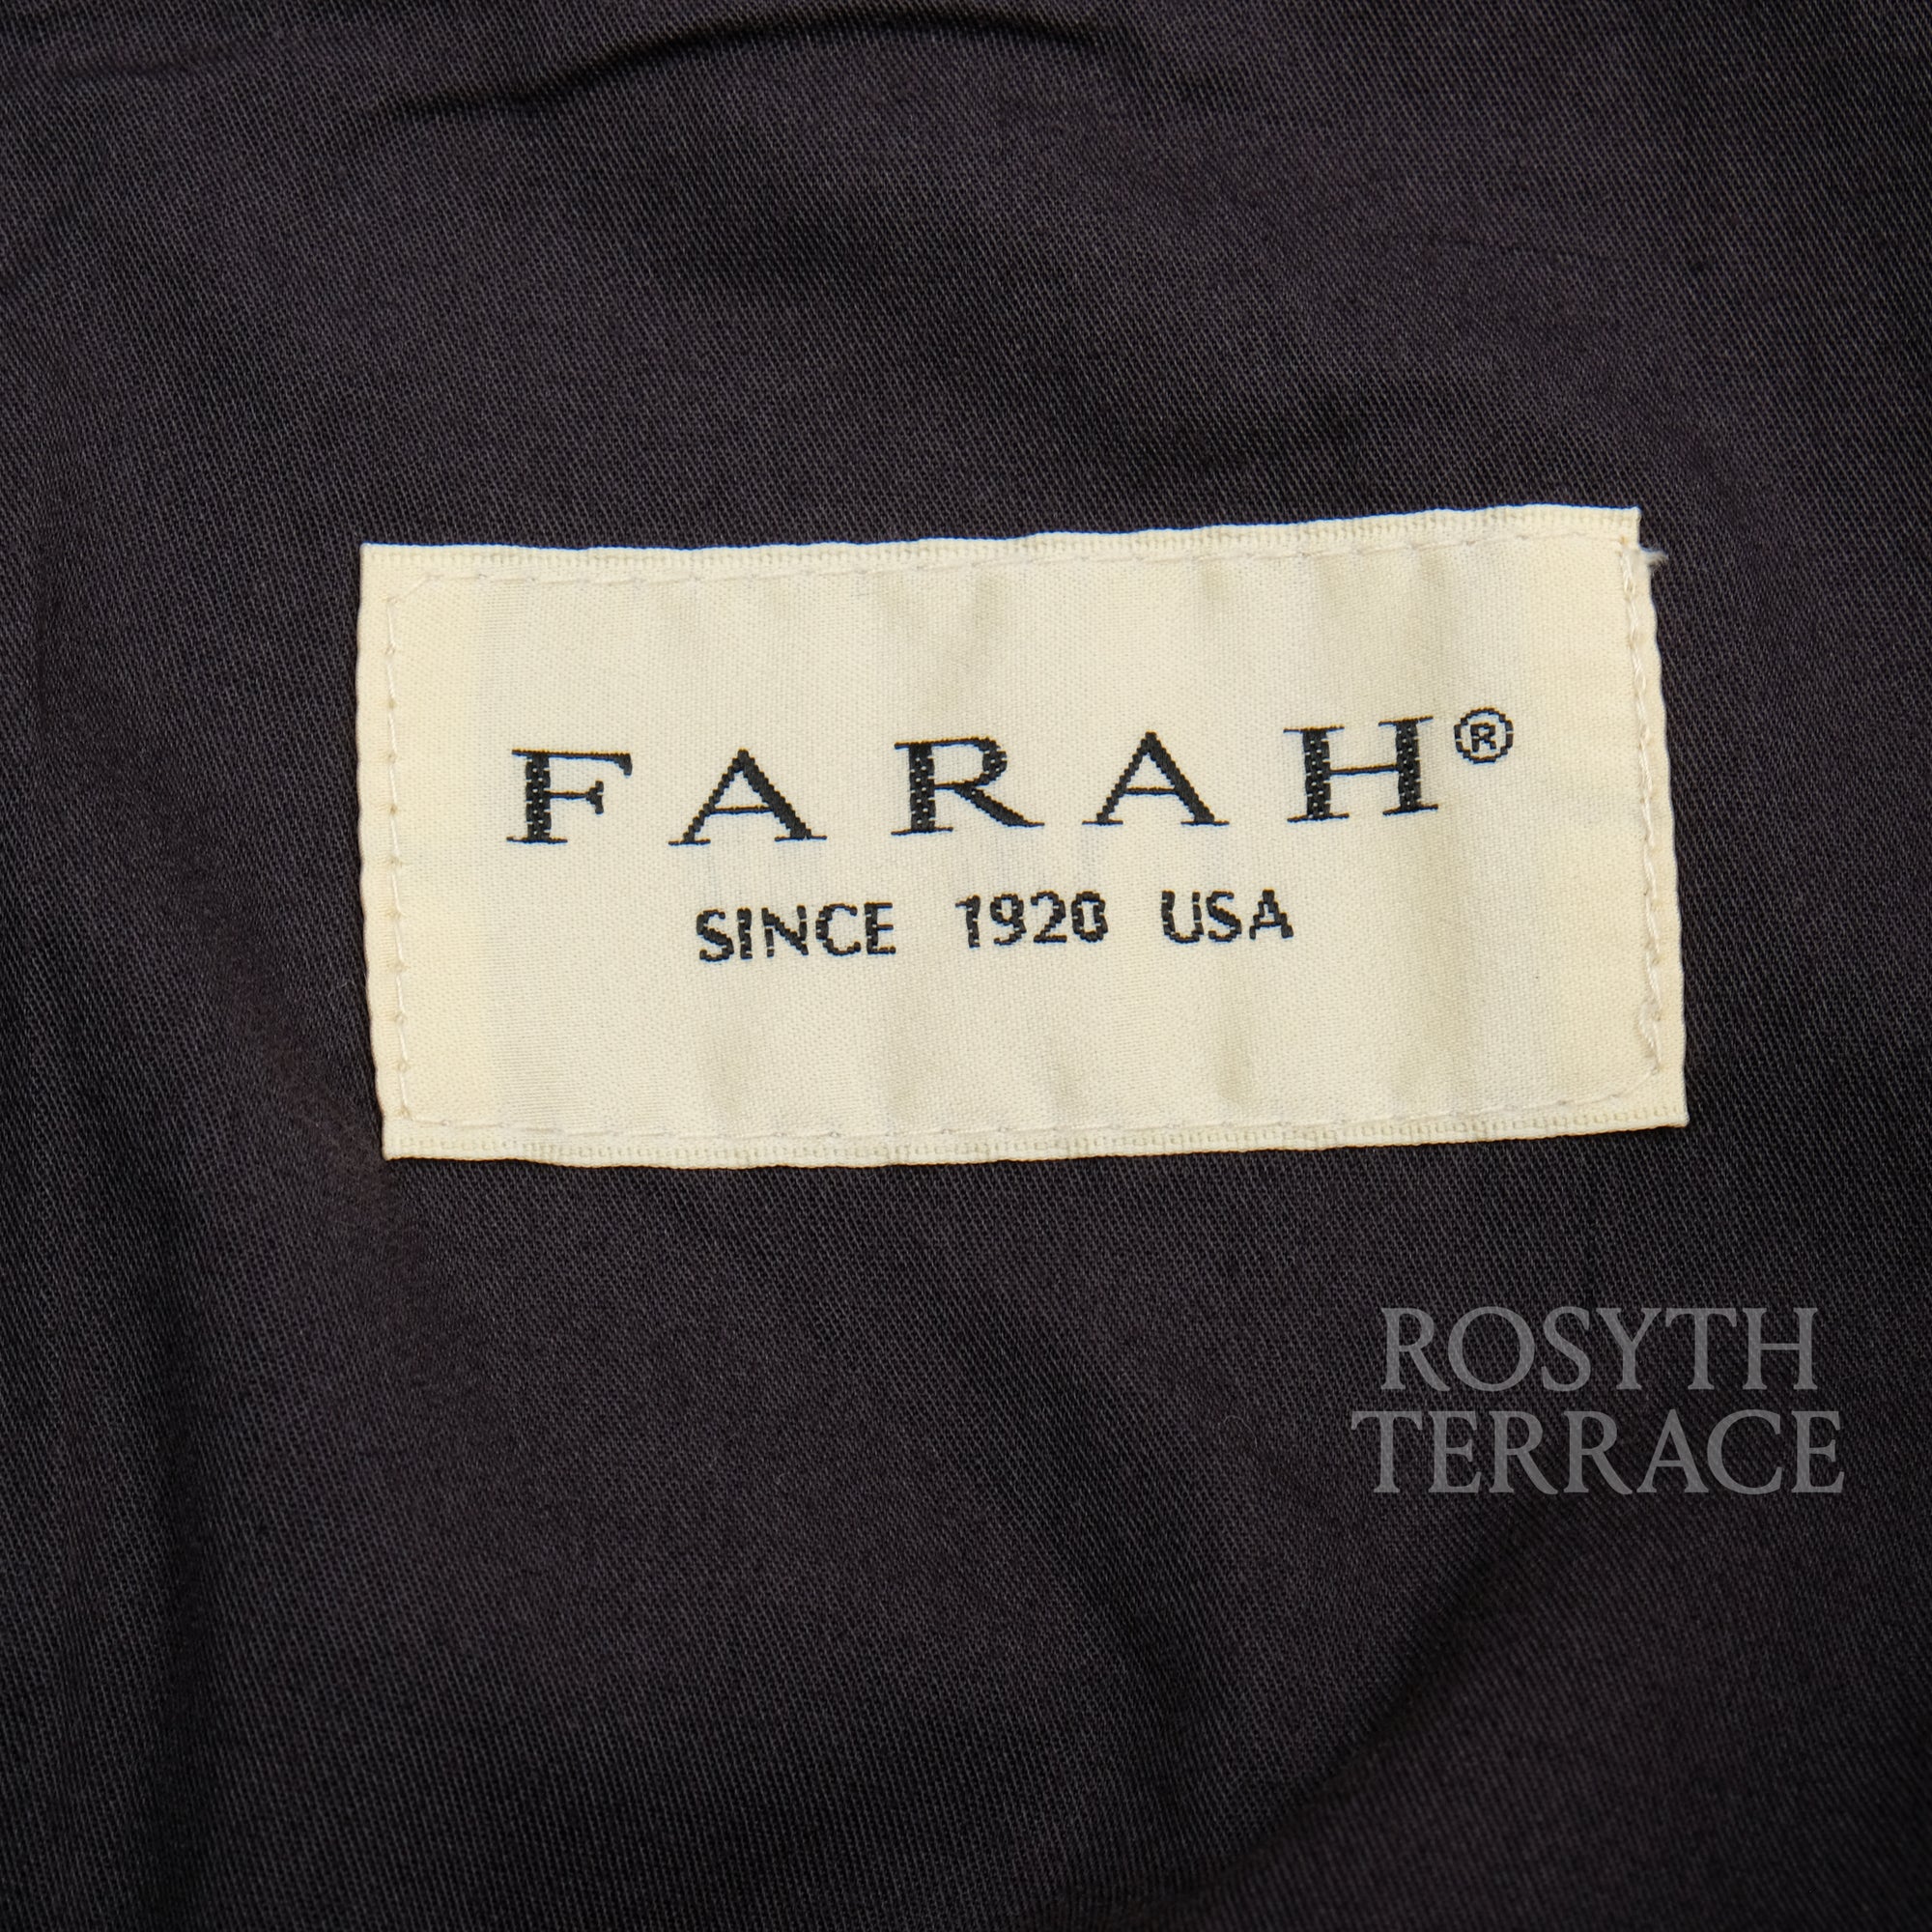 FARAH®
SINCE 1920 USA
ROSYTH
TERRACE